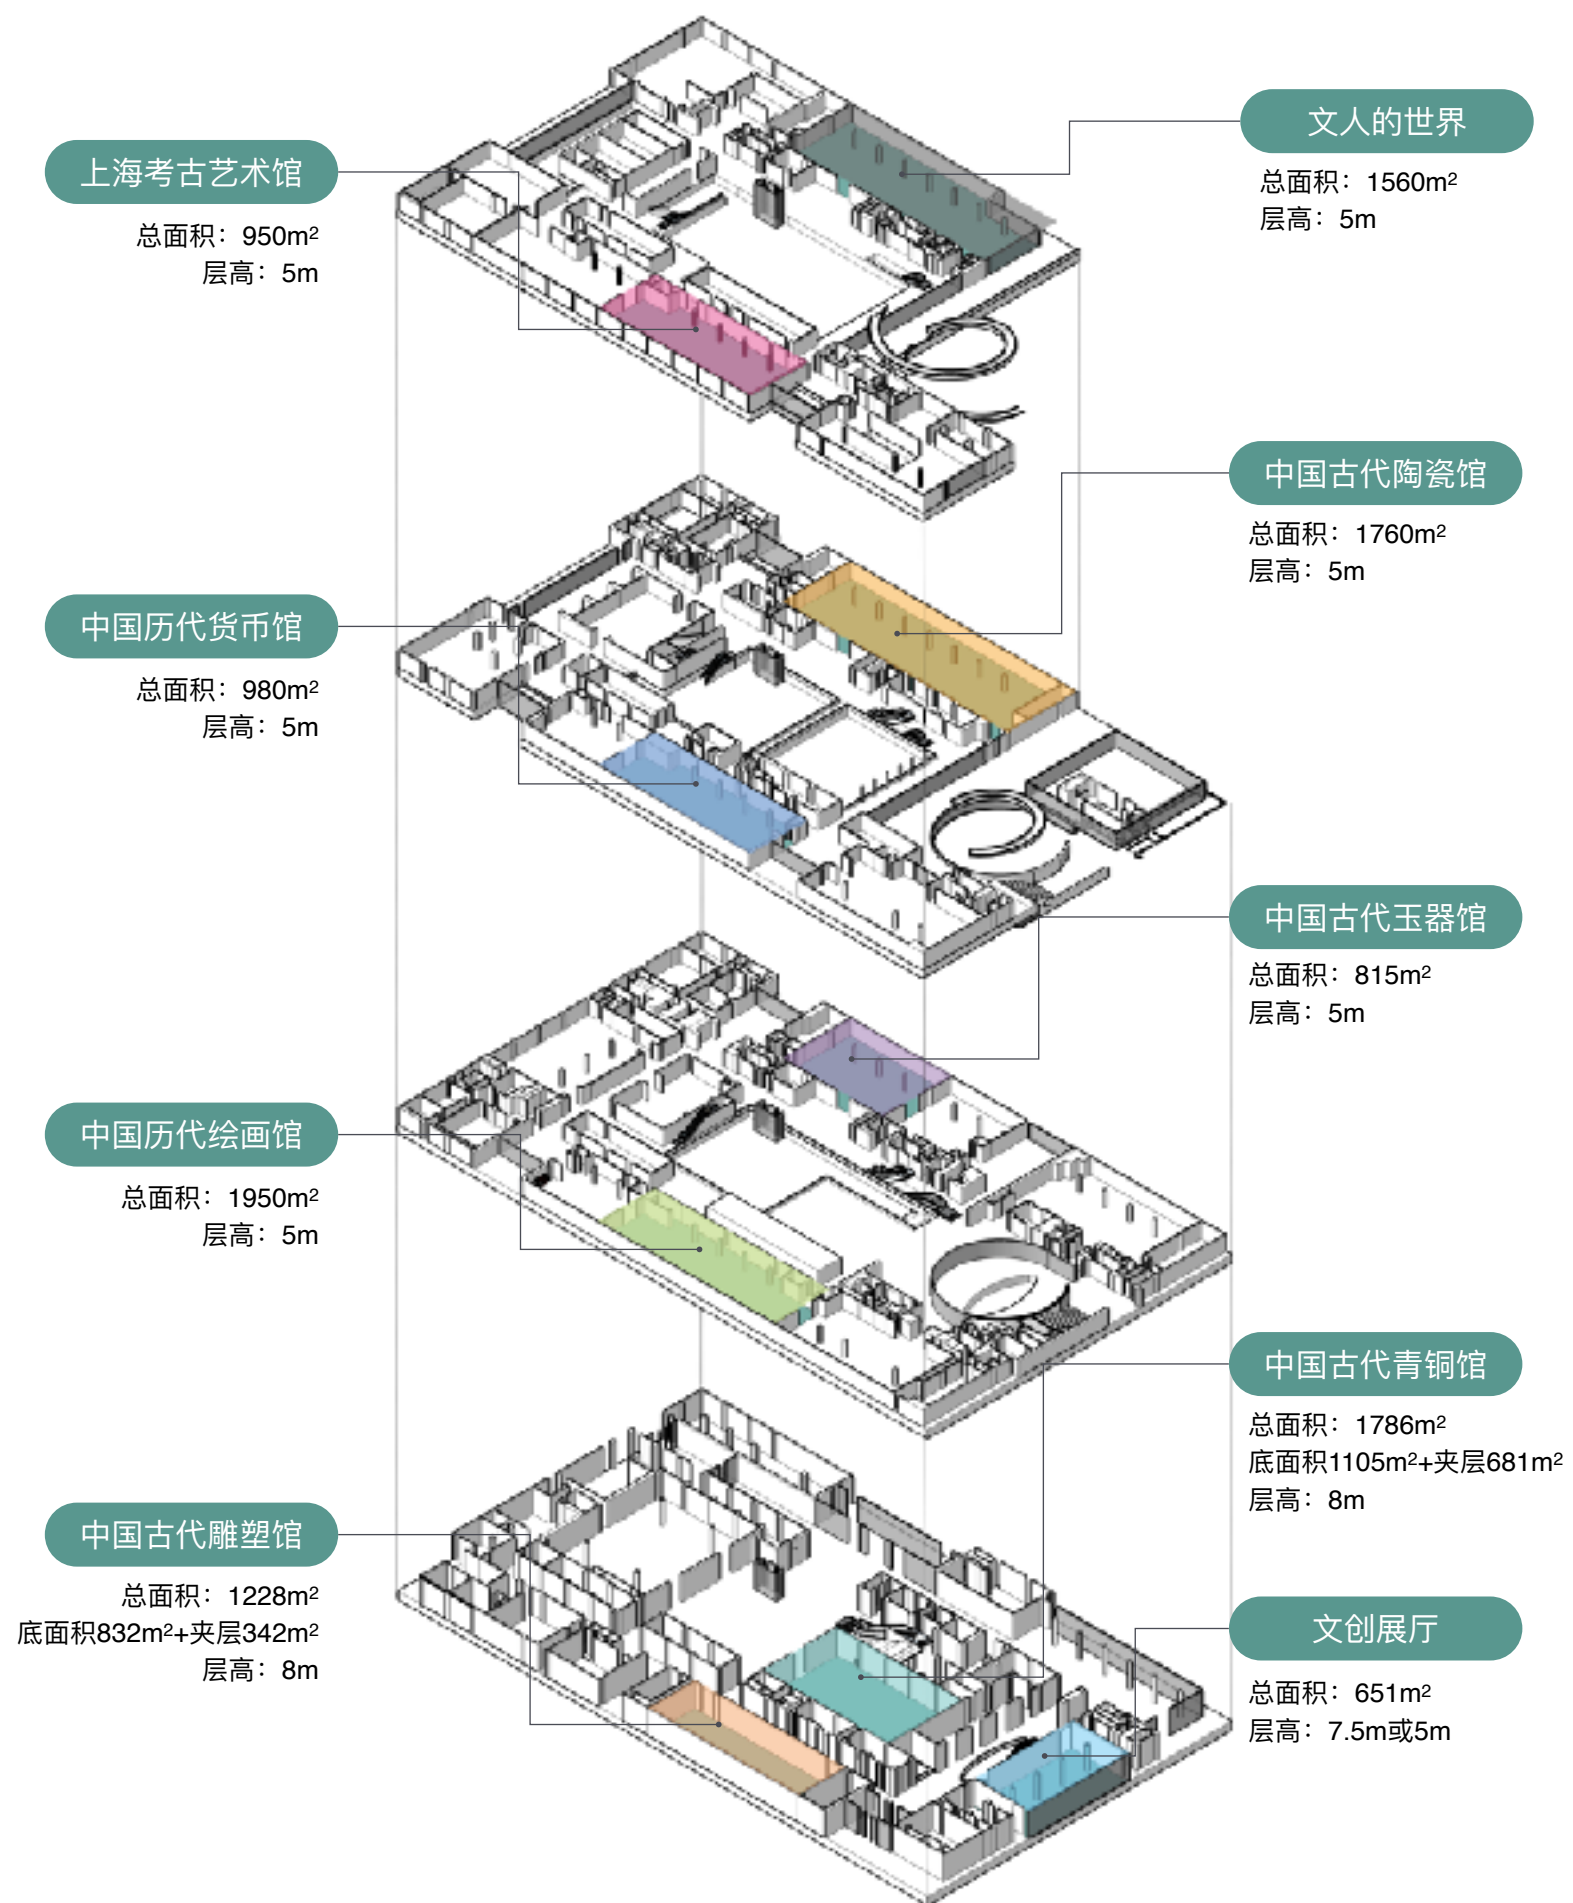 文人的世界
总面积：1560m²
层高：5m
上海考古艺术馆
总面积：950m²
层高：5m
中国古代陶瓷馆
总面积：1760m²
层高：5m
中国历代货币馆
总面积：980m²
层高：5m
中国古代玉器馆
总面积：815m²
层高：5m
中国历代绘画馆
总面积：1950m²
层高：5m
中国古代青铜馆
总面积：1786m²
底面积1105m²+夹层681m²
层高：8m
中国古代雕塑馆
总面积：1228m²
底面积832m²+夹层342m²
层高：8m
文创展厅
总面积：651m²
层高：7.5m或5m